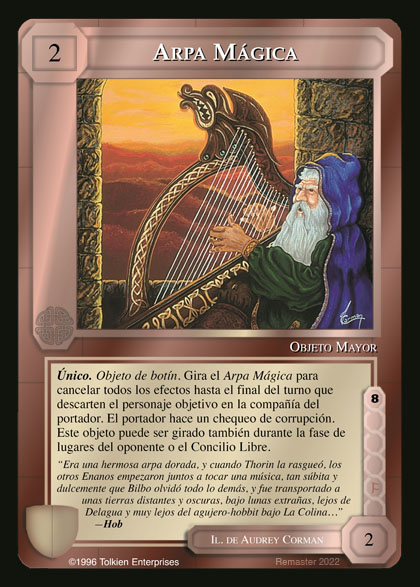 2
Arpa Mágica
Corman
Objeto Mayor
Único. Objeto de botín. Gira el Arpa Mágica para
cancelar todos los efectos hasta el final del turno que
descarten el personaje objetivo en la compañía del
portador. El portador hace un chequeo de corrupción.
Este objeto puede ser girado también durante la fase de
lugares del oponente o el Concilio Libre.
8
“Era una hermosa arpa dorada, y cuando Thorin la rasgueó, los
otros Enanos empezaron juntos a tocar una música, tan súbita y
dulcemente que Bilbo olvidó todo lo demás, y fue transportado a
unas tierras distantes y oscuras, bajo lunas extrañas, lejos de
Delagua y muy lejos del agujero-hobbit bajo La Colina…”
—Hob
Il. de Audrey Corman
2
©1996 Tolkien Enterprises
Remaster 2022